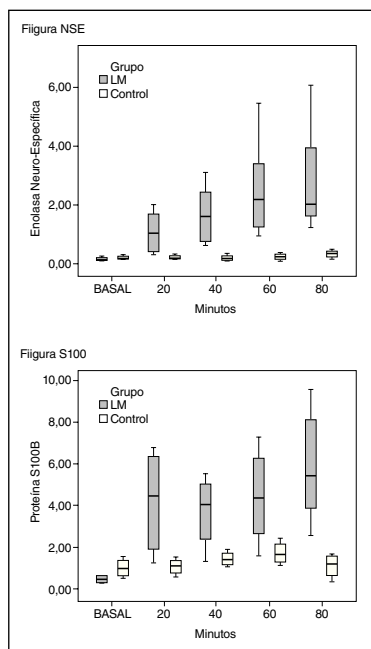 Fiigura NSE
Grupo
LM
Control
6,00
4,00
2,00
0,00
Enolasa Neuro-Específica
BASAL 20 40 60 80
Minutos
Fiigura S100
Grupo
LM
Control
10,00
8,00
6,00
4,00
2,00
0,00
Proteína S100B
BASAL 20 40 60 80
Minutos